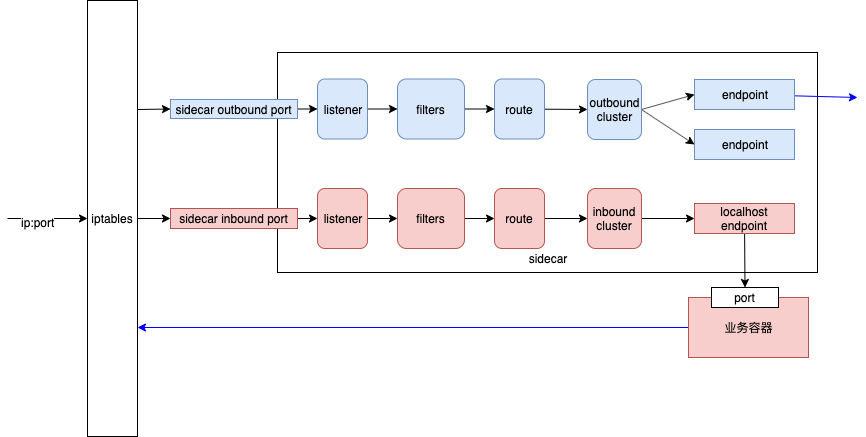 sidecar outbound port
listener
filters
route
outbound
cluster
endpoint
endpoint
ip:port
iptables
sidecar inbound port
listener
filters
route
inbound
cluster
localhost
endpoint
sidecar
port
业务容器